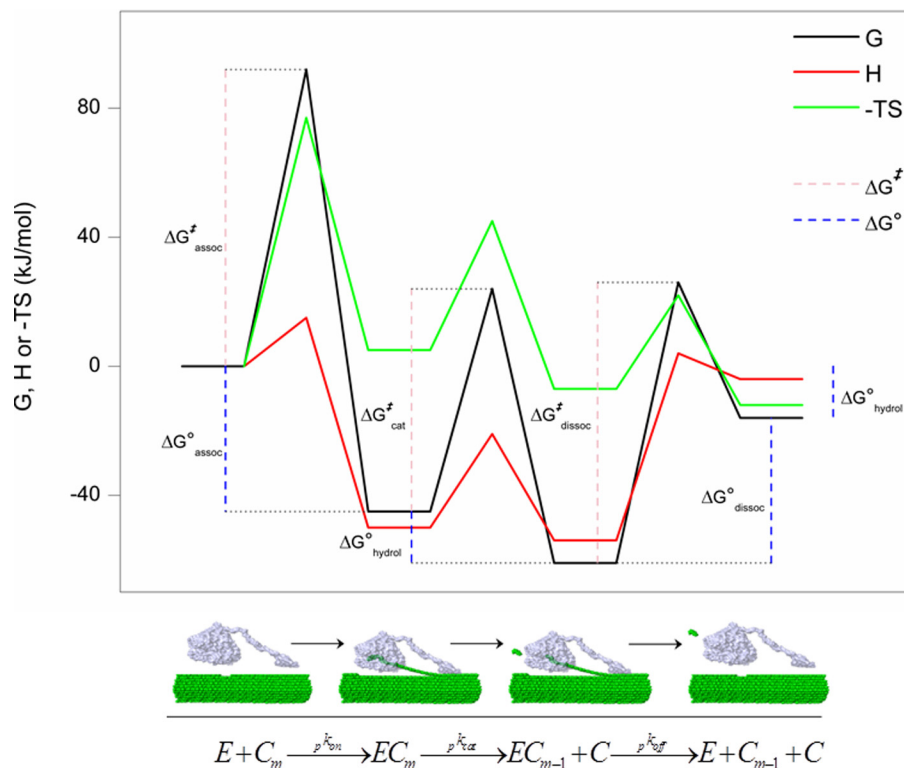 G
H
-TS
ΔG‡
ΔG°
80
40
0
-40
G, H or -TS (kJ/mol)
ΔG‡assoc
ΔG°assoc
ΔG‡cat
ΔG°hydrol
ΔG‡dissoc
ΔG°hydrol
ΔG°dissoc
E + Cm —pkon→ ECm —pkcat→ ECm−1 + C —pkoff→ E + Cm−1 + C